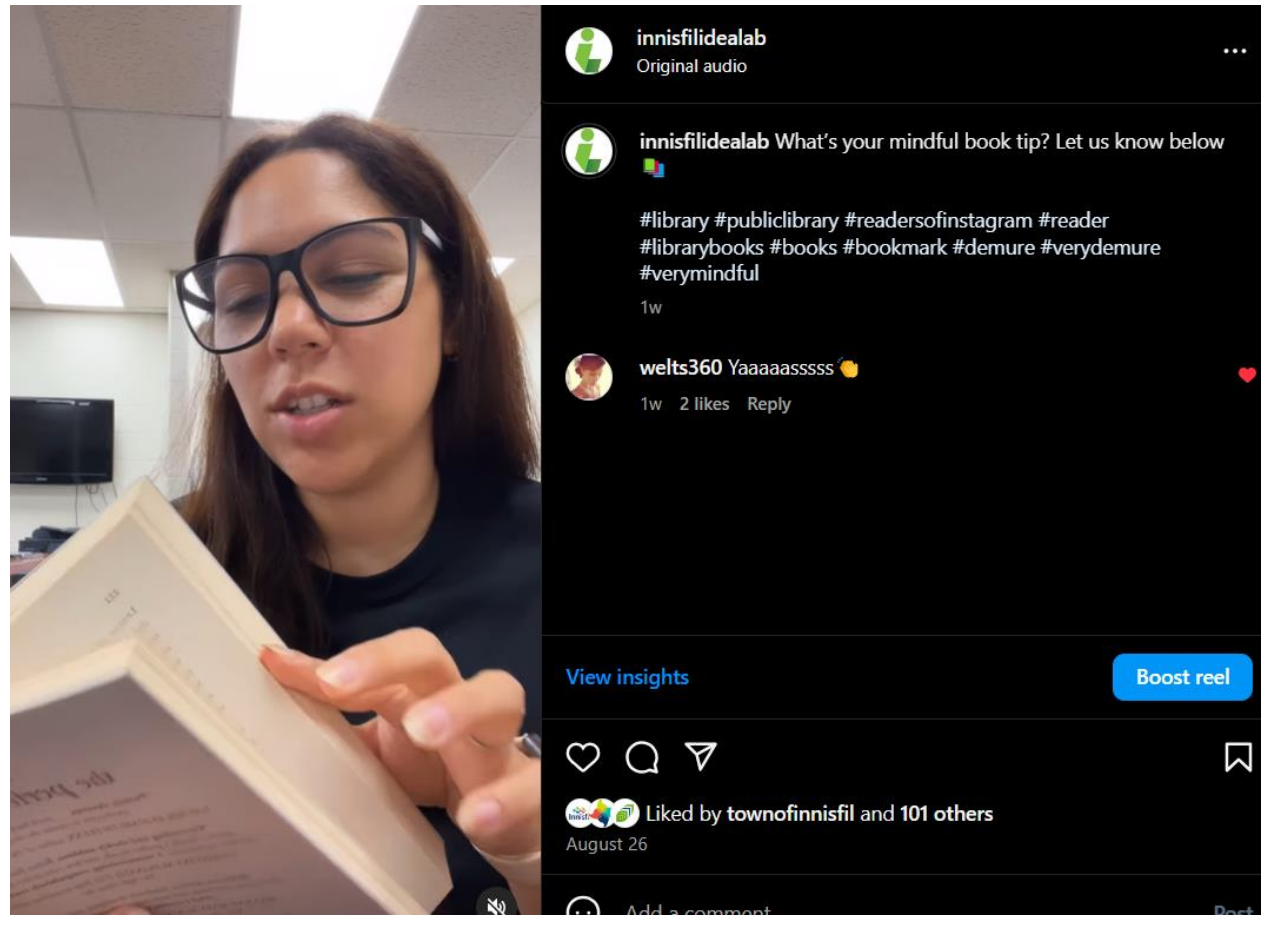 innisfilidealab
Original audio
innisfilidealab What's your mindful book tip? Let us know below
#library #publiclibrary #readersofinstagram #reader
#librarybooks #books #bookmark #demure #verydemure
#verymindful
1w
welts360 Yaaaaasssss👏
1w 2 likes Reply
View insights
Boost reel
Liked by townofinnisfil and 101 others
August 26
Add a comment
Post